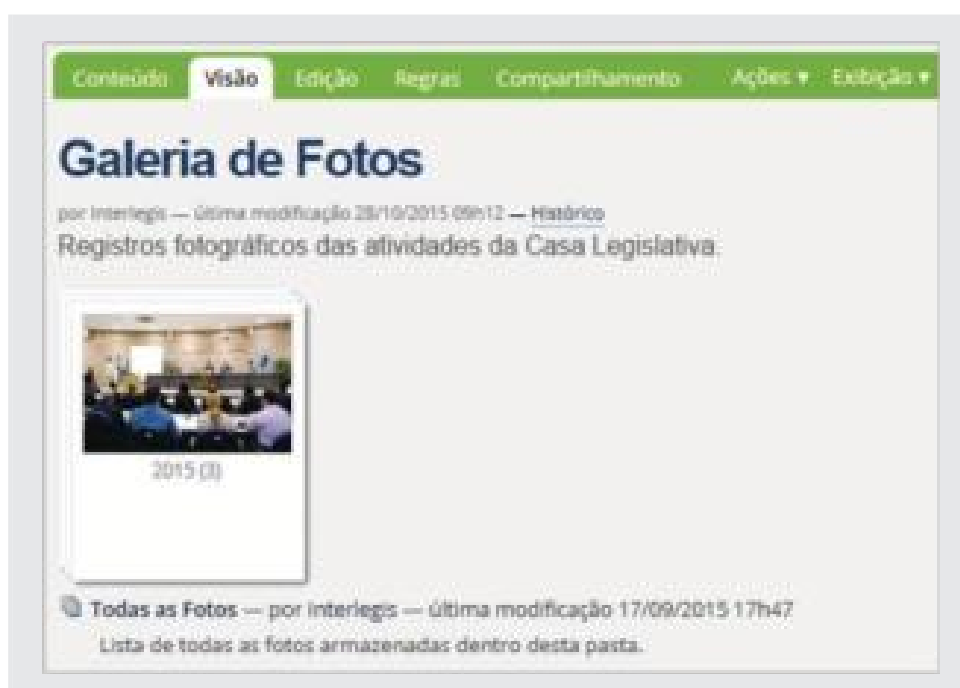 Conteúdo Visão Edição Regras Compartilhamento Ações ▾ Exibição ▾
Galeria de Fotos
por Interlegis — última modificação 28/10/2015 09h12 — Histórico
Registros fotográficos das atividades da Casa Legislativa.
2015 (3)
Todas as Fotos — por Interlegis — última modificação 17/09/2015 17h47
Lista de todas as fotos armazenadas dentro desta pasta.